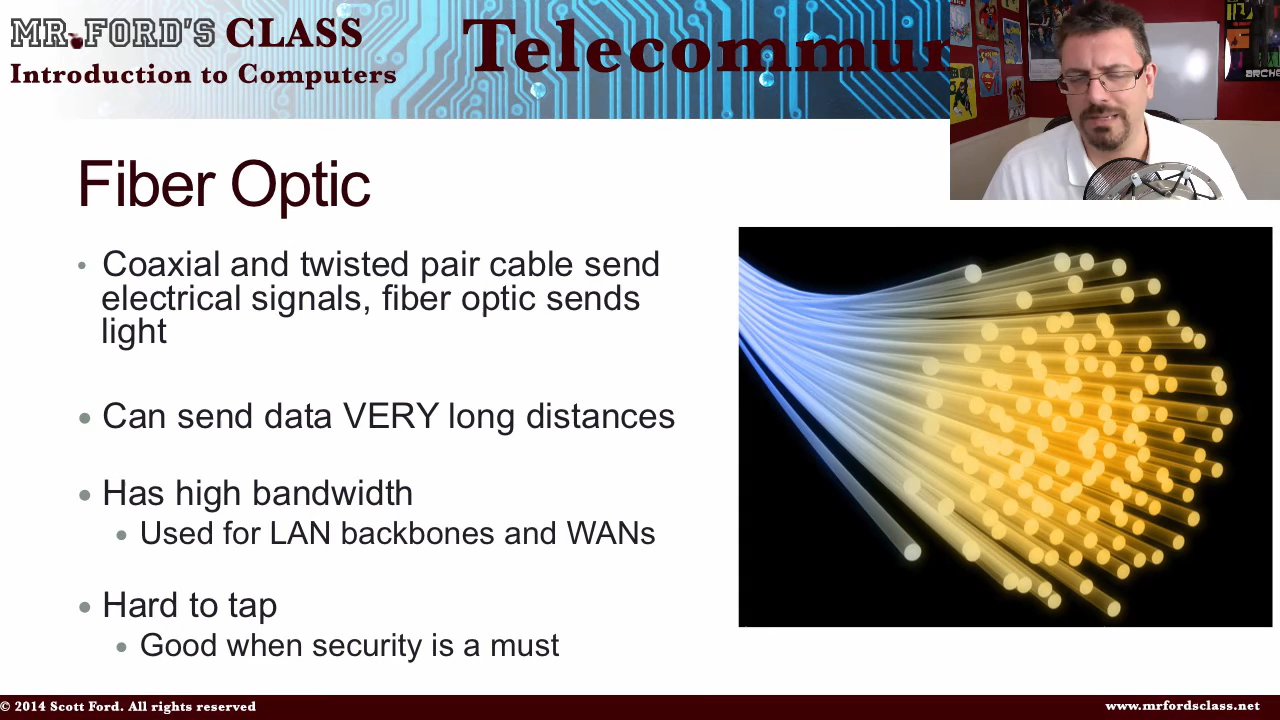 MR. FORD'S CLASS
Introduction to Computers
Telecommun
Fiber Optic
• Coaxial and twisted pair cable send
electrical signals, fiber optic sends
light
• Can send data VERY long distances
• Has high bandwidth
• Used for LAN backbones and WANs
• Hard to tap
• Good when security is a must
© 2014 Scott Ford. All rights reserved
www.mrfordsclass.net